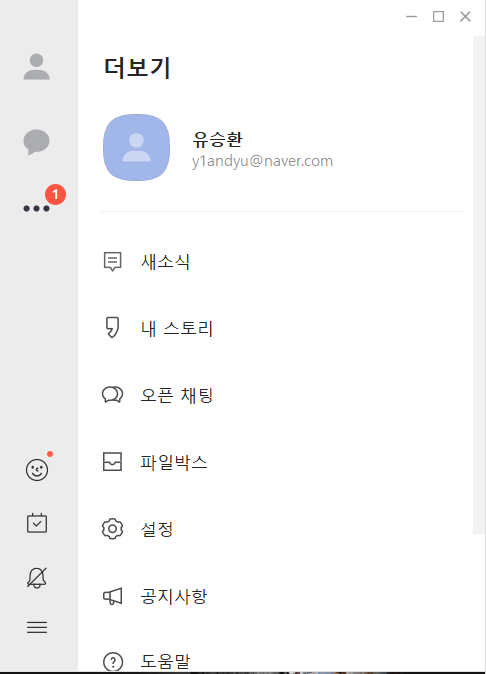 더보기
유승환
y1andyu@naver.com
1
새소식
내 스토리
오픈 채팅
파일박스
설정
공지사항
도움말